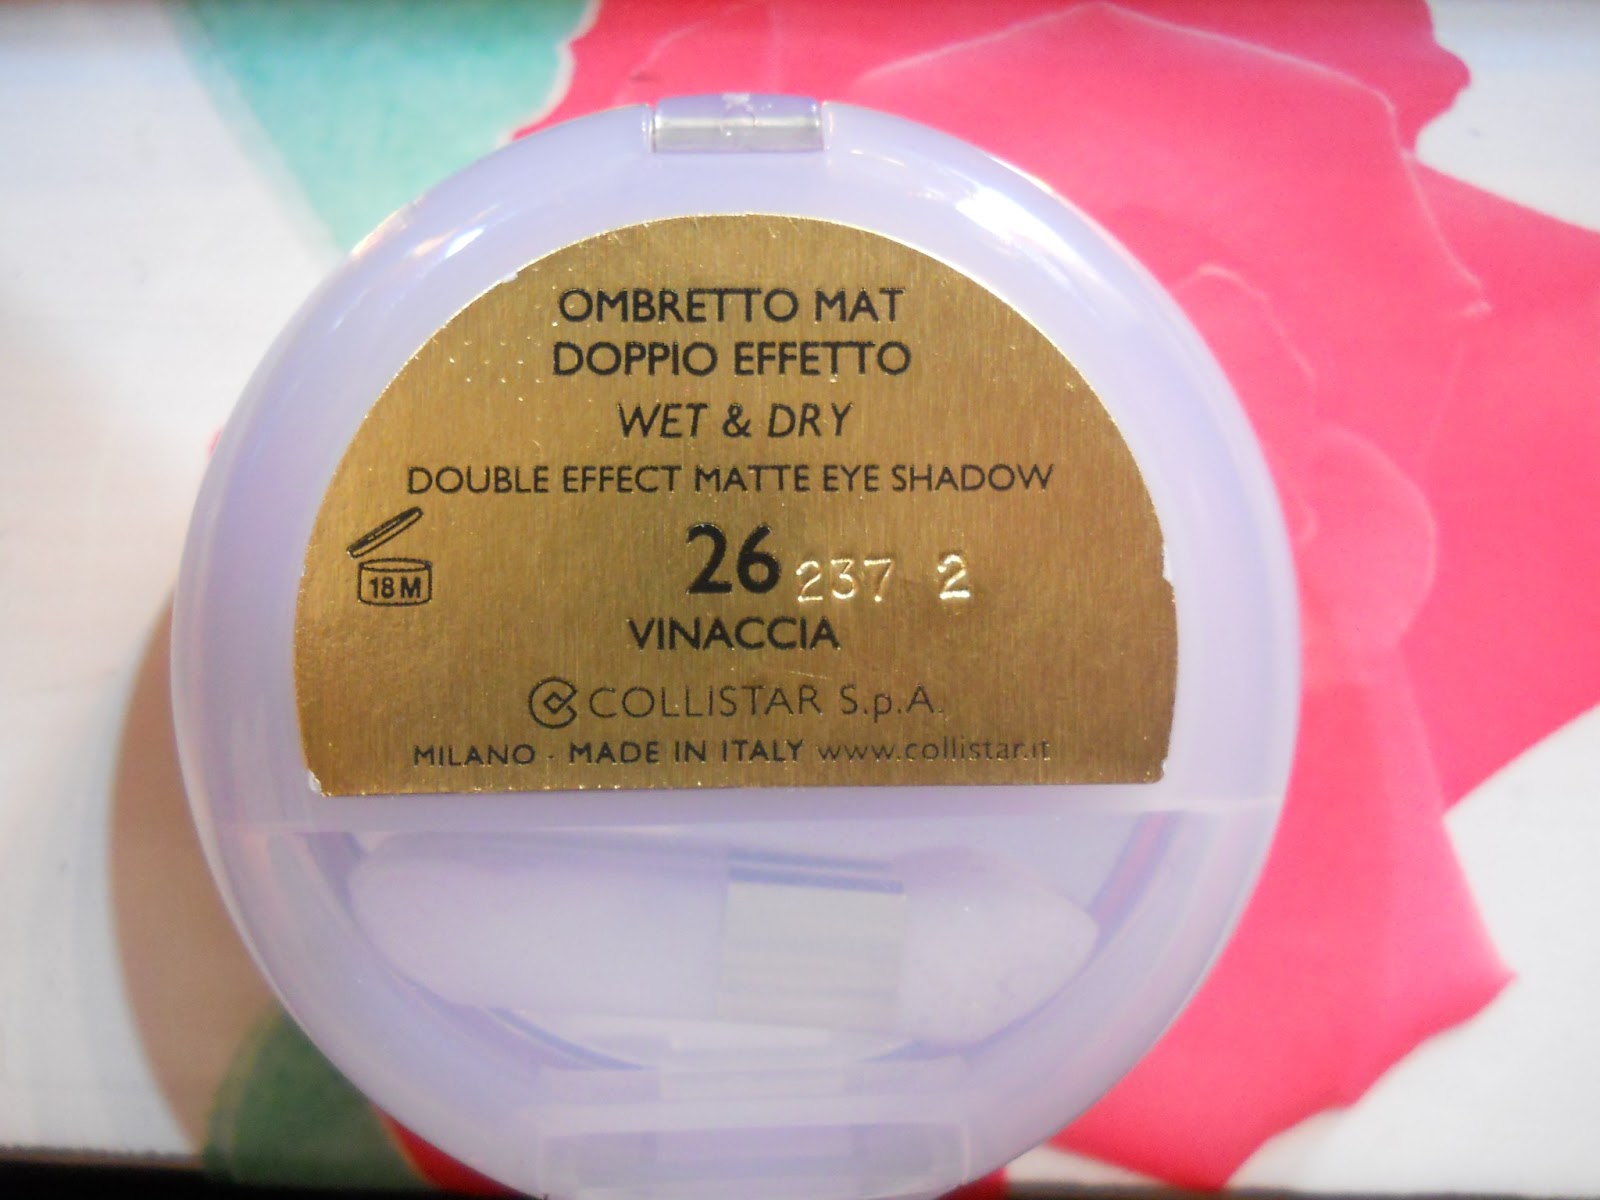 OMBRETTO MAT
DOPPIO EFFETTO
WET & DRY
DOUBLE EFFECT MATTE EYE SHADOW
18 M
26 237 2
VINACCIA
COLLISTAR S.p.A.
MILANO - MADE IN ITALY www.collistar.it